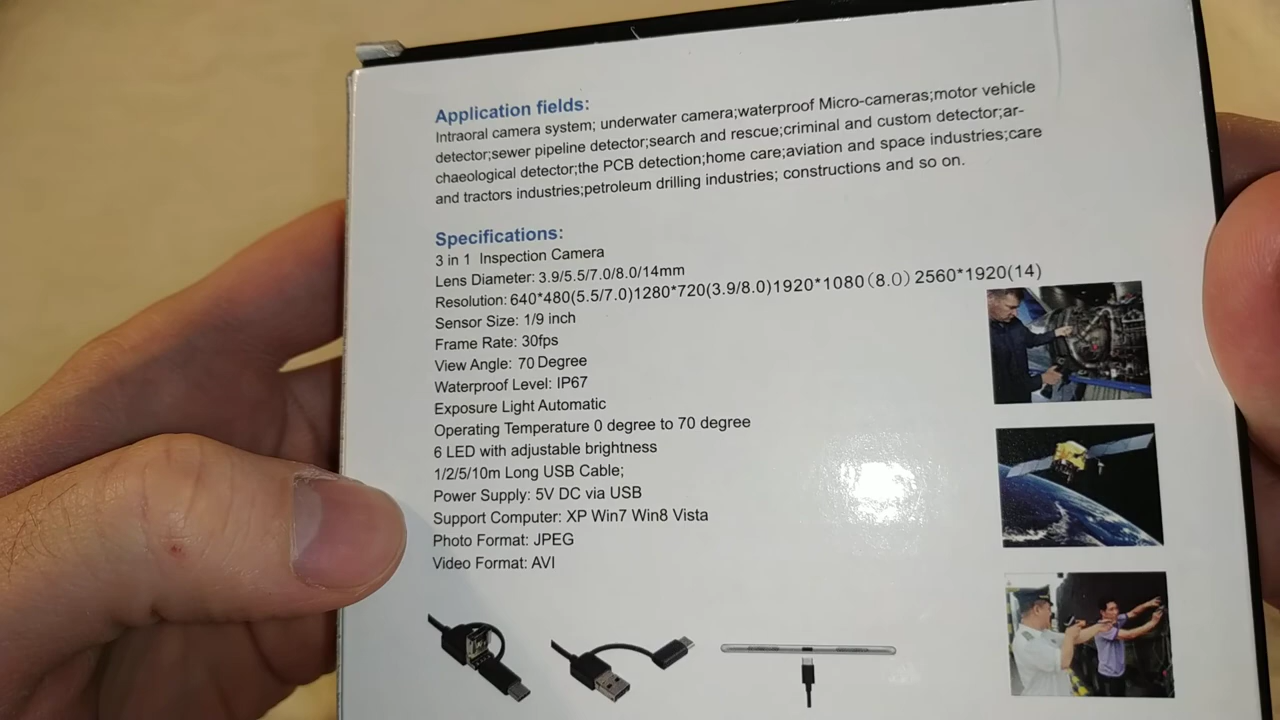 Application fields:
Intraoral camera system; underwater camera;waterproof Micro-cameras;motor vehicle
detector;sewer pipeline detector;search and rescue;criminal and custom detector;ar-
chaeological detector;the PCB detection;home care;aviation and space industries;care
and tractors industries;petroleum drilling industries; constructions and so on.
Specifications:
3 in 1 Inspection Camera
Lens Diameter: 3.9/5.5/7.0/8.0/14mm
Resolution: 640*480(5.5/7.0)1280*720(3.9/8.0)1920*1080(8.0) 2560*1920(14)
Sensor Size: 1/9 inch
Frame Rate: 30fps
View Angle: 70 Degree
Waterproof Level: IP67
Exposure Light Automatic
Operating Temperature 0 degree to 70 degree
6 LED with adjustable brightness
1/2/5/10m Long USB Cable;
Power Supply: 5V DC via USB
Support Computer: XP Win7 Win8 Vista
Photo Format: JPEG
Video Format: AVI